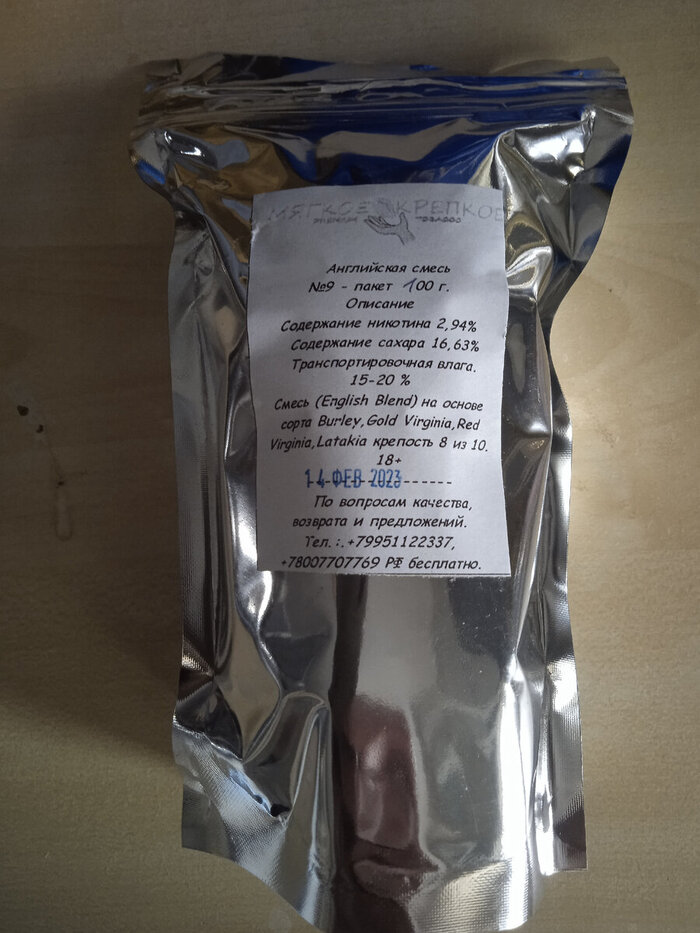 МЯГКОЕ КРЕПКОЕ
Английская смесь
№9 - пакет 100 г.
Описание
Содержание никотина 2,94%
Содержание сахара 16,63%
Транспортировочная влага.
15-20 %
Смесь (English Blend) на основе
сорта Burley,Gold Virginia,Red
Virginia,Latakia крепость 8 из 10.
18+
14 ФЕВ 2023
По вопросам качества,
возврата и предложений.
Тел.:.+79951122337,
+78007707769 РФ бесплатно.